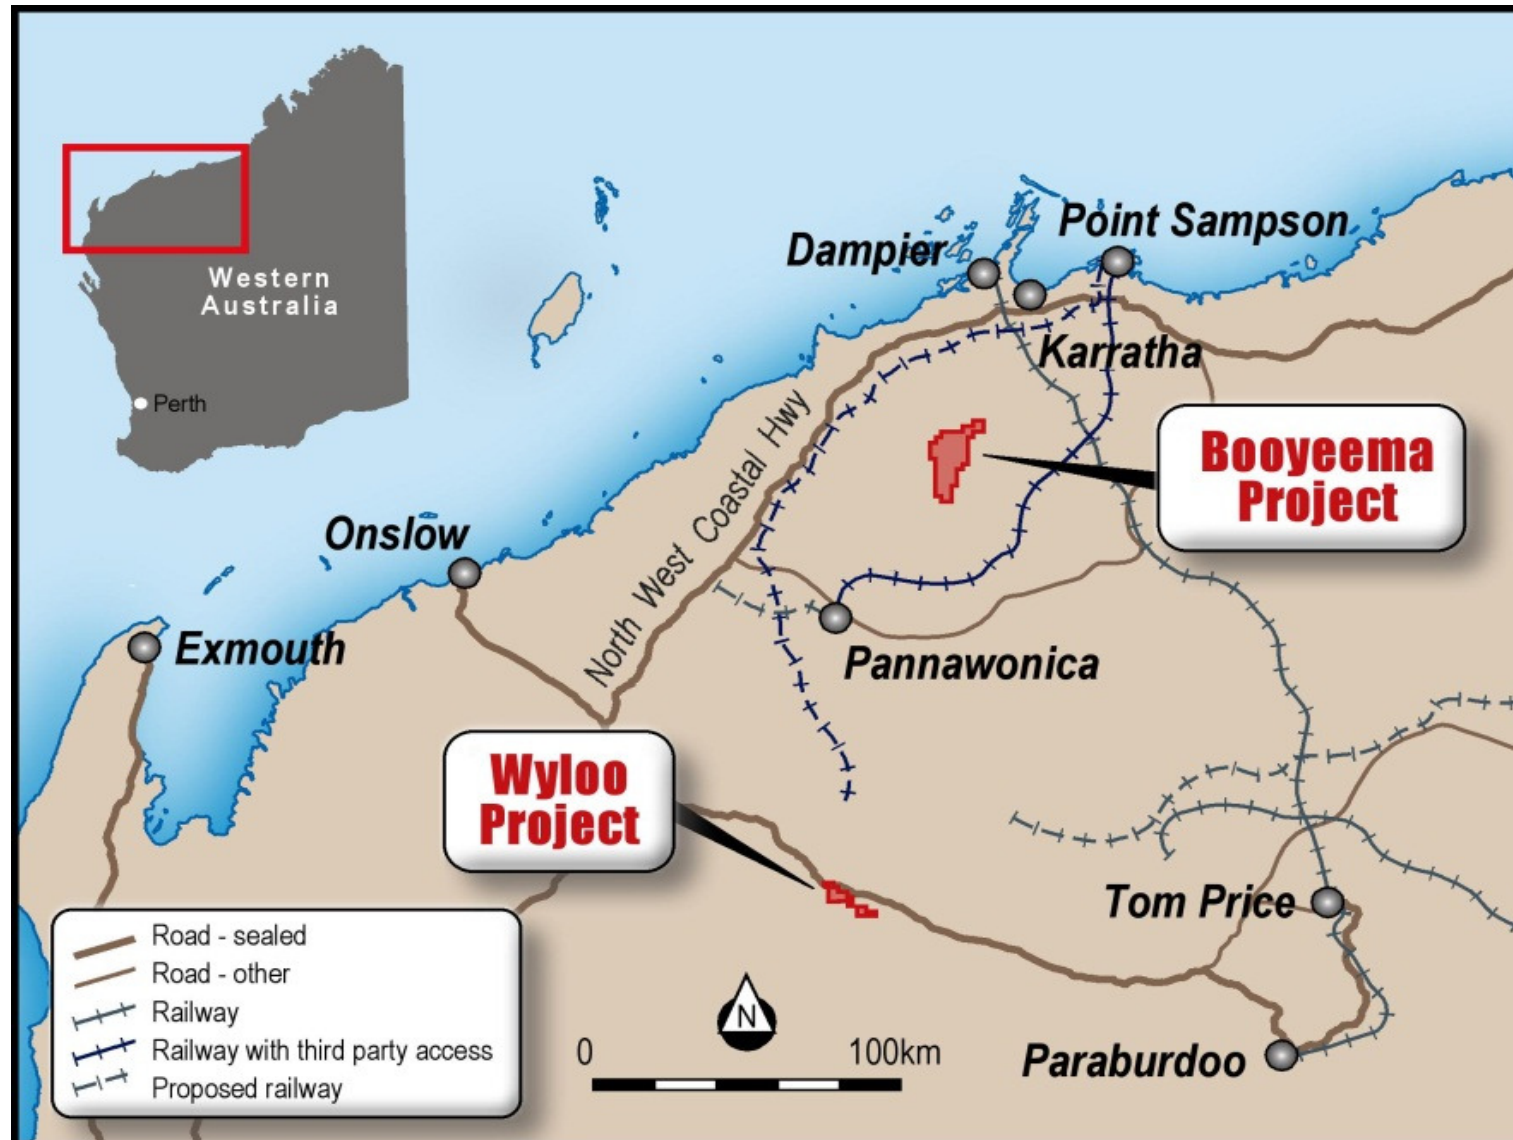 Western
Australia
Perth
Dampier
Point Sampson
Karratha
Booyeema
Project
Onslow
North West Coastal Hwy
Exmouth
Pannawonica
Wyloo
Project
Tom Price
Paraburdoo
Road - sealed
Road - other
Railway
Railway with third party access
Proposed railway
N
0 100km